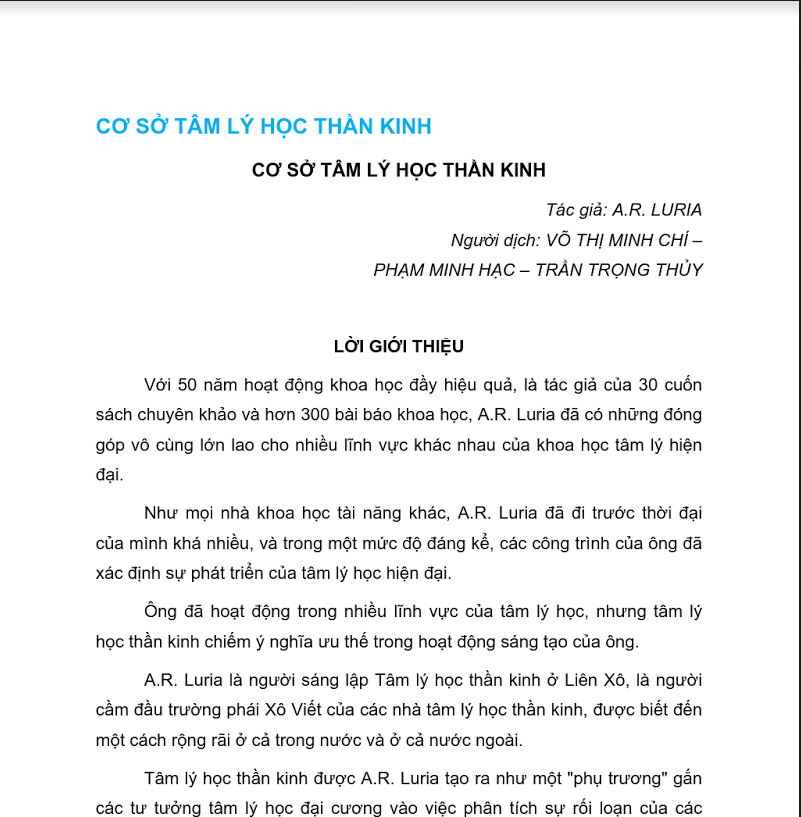 CƠ SỞ TÂM LÝ HỌC THẦN KINH
CƠ SỞ TÂM LÝ HỌC THẦN KINH
Tác giả: A.R. LURIA
Người dịch: VÕ THỊ MINH CHÍ –
PHẠM MINH HẠC – TRẦN TRỌNG THỦY
LỜI GIỚI THIỆU
Với 50 năm hoạt động khoa học đầy hiệu quả, là tác giả của 30 cuốn
sách chuyên khảo và hơn 300 bài báo khoa học, A.R. Luria đã có những đóng
góp vô cùng lớn lao cho nhiều lĩnh vực khác nhau của khoa học tâm lý hiện
đại.
Như mọi nhà khoa học tài năng khác, A.R. Luria đã đi trước thời đại
của mình khá nhiều, và trong một mức độ đáng kể, các công trình của ông đã
xác định sự phát triển của tâm lý học hiện đại.
Ông đã hoạt động trong nhiều lĩnh vực của tâm lý học, nhưng tâm lý
học thần kinh chiếm ý nghĩa ưu thế trong hoạt động sáng tạo của ông.
A.R. Luria là người sáng lập Tâm lý học thần kinh ở Liên Xô, là người
cầm đầu trường phái Xô Viết của các nhà tâm lý học thần kinh, được biết đến
một cách rộng rãi ở cả trong nước và ở cả nước ngoài.
Tâm lý học thần kinh được A.R. Luria tạo ra như một "phụ trương" gắn
các tư tưởng tâm lý học đại cương vào việc phân tích sự rối loạn của các